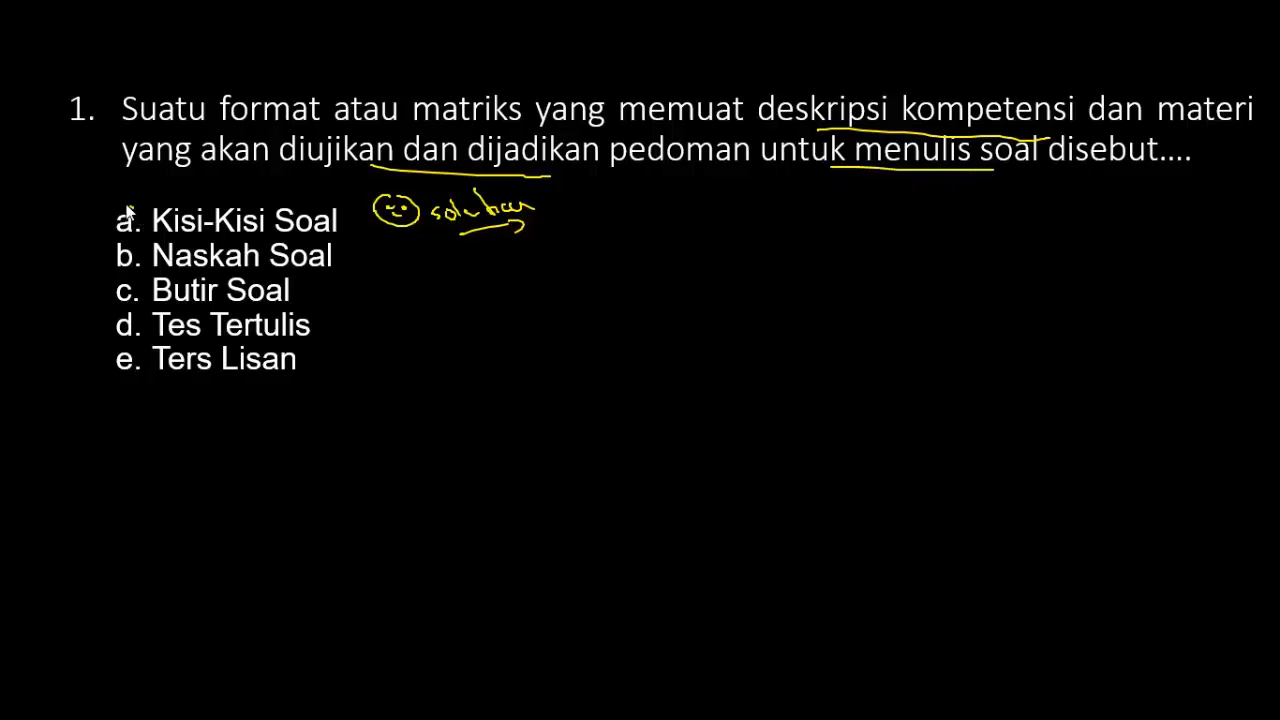 1. Suatu format atau matriks yang memuat deskripsi kompetensi dan materi
yang akan diujikan dan dijadikan pedoman untuk menulis soal disebut....
a. Kisi-Kisi Soal
b. Naskah Soal
c. Butir Soal
d. Tes Tertulis
e. Ters Lisan